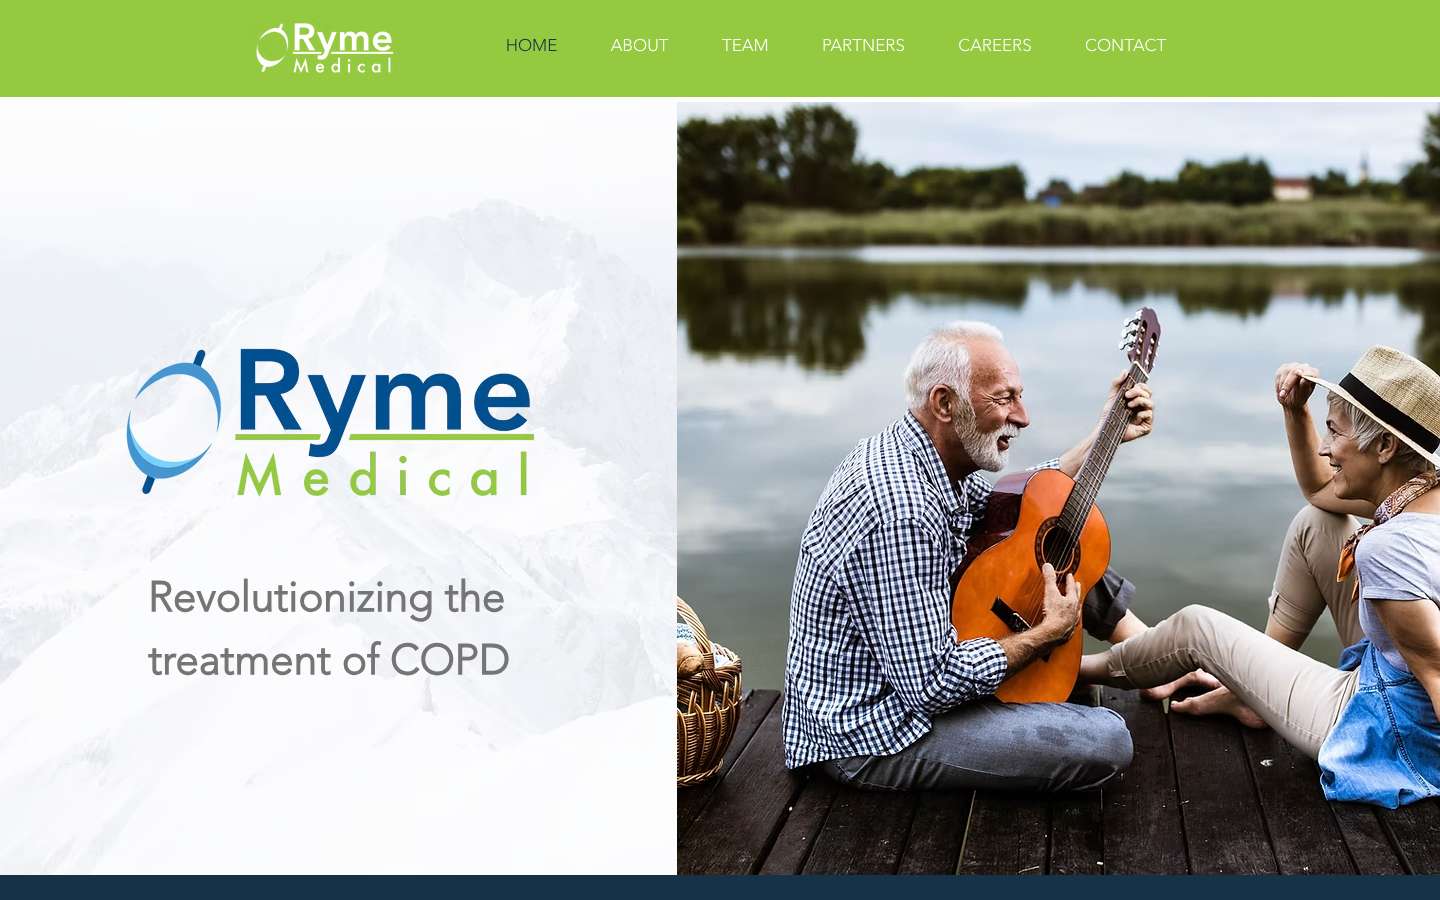 Ryme
Medical
HOME ABOUT TEAM PARTNERS CAREERS CONTACT
Ryme
Medical
Revolutionizing the
treatment of COPD